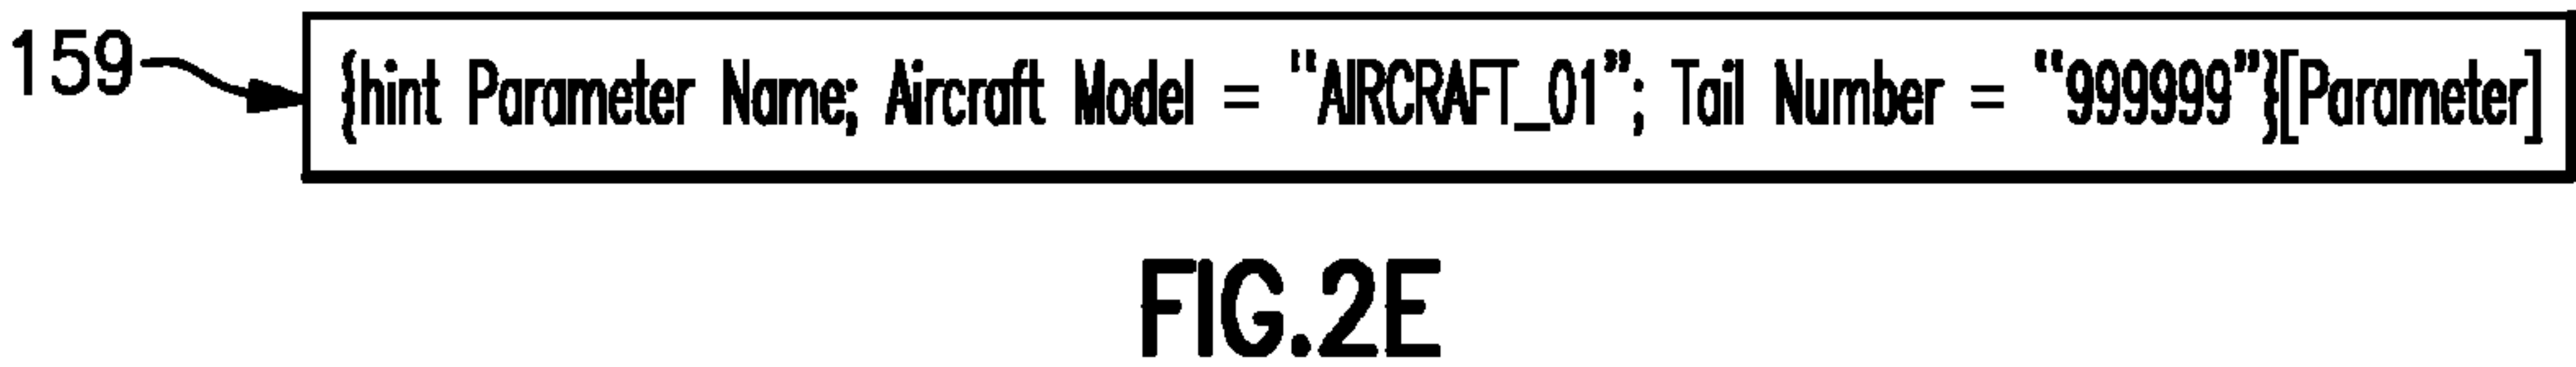 159 {hint Parameter Name; Aircraft Model = “AIRCRAFT_01”; Tail Number = “999999”}[Parameter]
FIG.2E